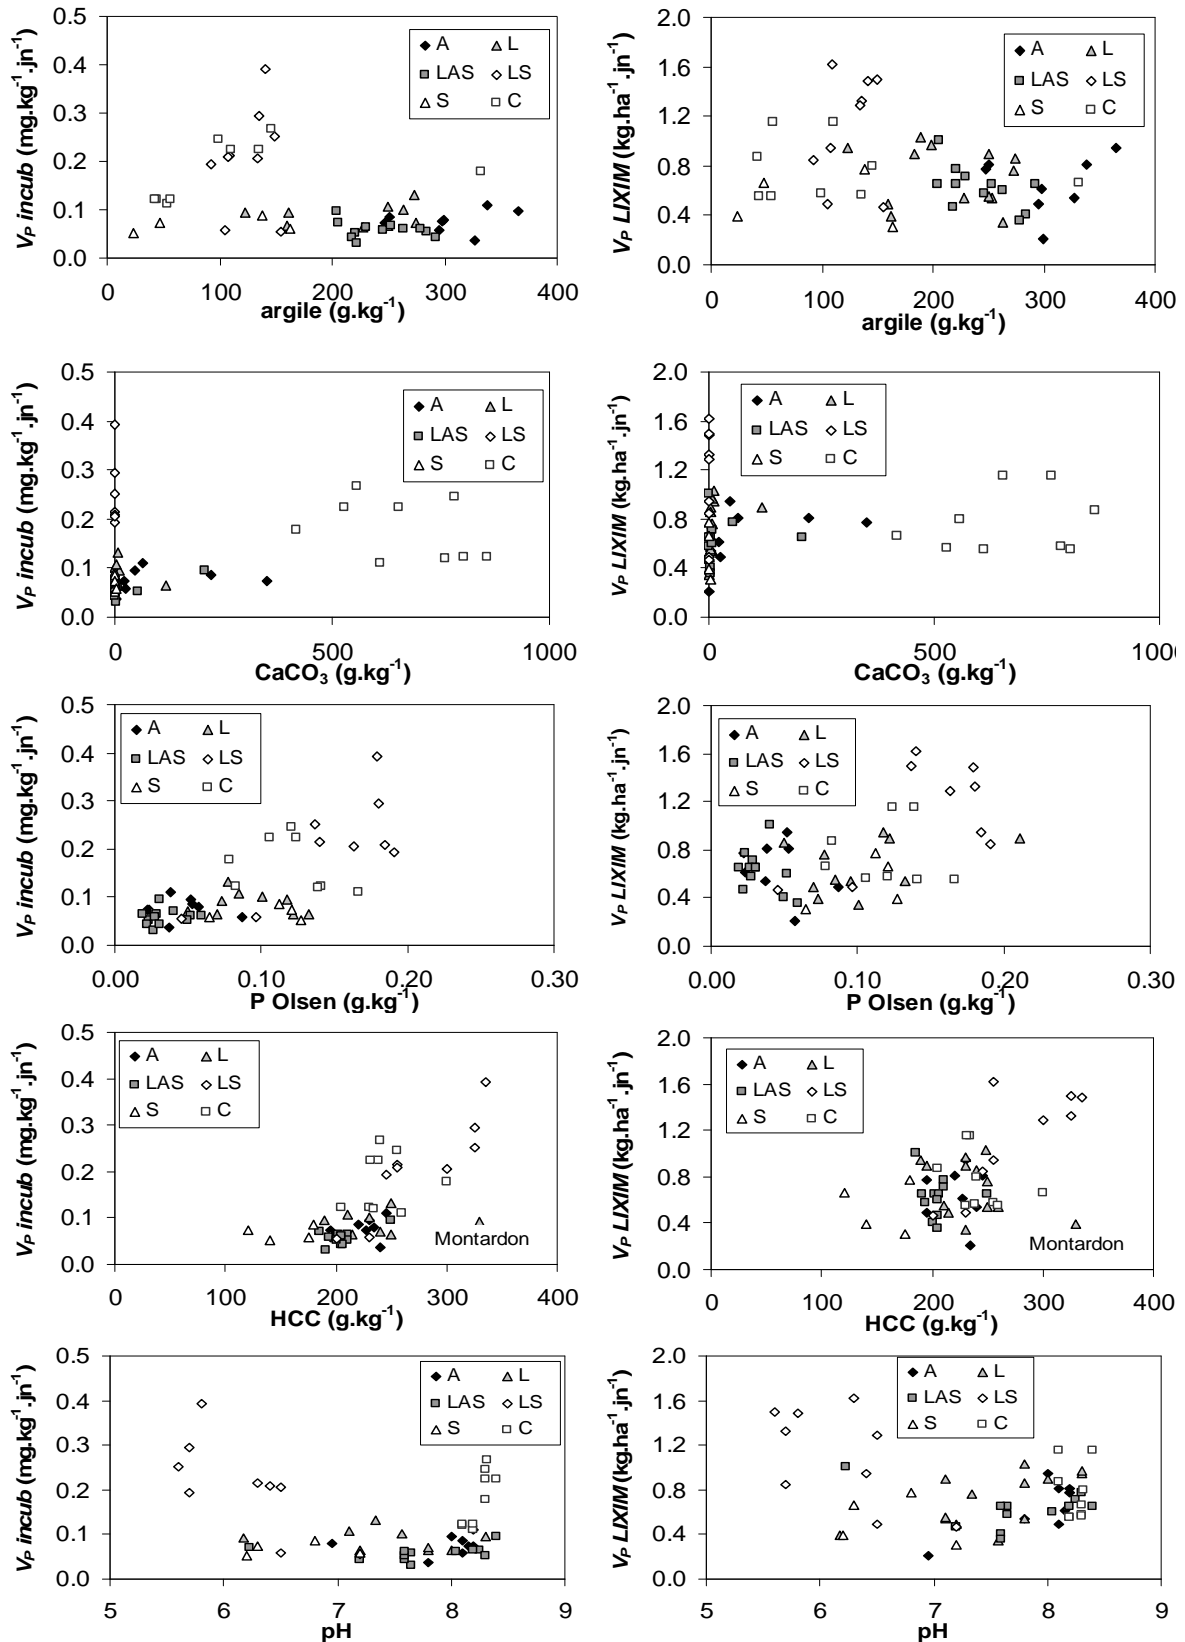 V_P incub (mg.kg⁻¹.jn⁻¹)
0.5
0.4
0.3
0.2
0.1
0.0
A L
LAS LS
S C
0 100 200 300 400
argile (g.kg⁻¹)
V_P LIXIM (kg.ha⁻¹.jn⁻¹)
2.0
1.6
1.2
0.8
0.4
0.0
A L
LAS LS
S C
0 100 200 300 400
argile (g.kg⁻¹)
V_P incub (mg.kg⁻¹.jn⁻¹)
0.5
0.4
0.3
0.2
0.1
0.0
A L
LAS LS
S C
0 500 1000
CaCO₃ (g.kg⁻¹)
V_P LIXIM (kg.ha⁻¹.jn⁻¹)
2.0
1.6
1.2
0.8
0.4
0.0
A L
LAS LS
S C
0 500 1000
CaCO₃ (g.kg⁻¹)
V_P incub (mg.kg⁻¹.jn⁻¹)
0.5
0.4
0.3
0.2
0.1
0.0
A L
LAS LS
S C
0.00 0.10 0.20 0.30
P Olsen (g.kg⁻¹)
V_P LIXIM (kg.ha⁻¹.jn⁻¹)
2.0
1.6
1.2
0.8
0.4
0.0
A L
LAS LS
S C
0.00 0.10 0.20 0.30
P Olsen (g.kg⁻¹)
V_P incub (mg.kg⁻¹.jn⁻¹)
0.5
0.4
0.3
0.2
0.1
0.0
A L
LAS LS
S C
Montardon
0 100 200 300 400
HCC (g.kg⁻¹)
V_P LIXIM (kg.ha⁻¹.jn⁻¹)
2.0
1.6
1.2
0.8
0.4
0.0
A L
LAS LS
S C
Montardon
0 100 200 300 400
HCC (g.kg⁻¹)
V_P incub (mg.kg⁻¹.jn⁻¹)
0.5
0.4
0.3
0.2
0.1
0.0
A L
LAS LS
S C
5 6 7 8 9
pH
V_P LIXIM (kg.ha⁻¹.jn⁻¹)
2.0
1.6
1.2
0.8
0.4
0.0
A L
LAS LS
S C
5 6 7 8 9
pH